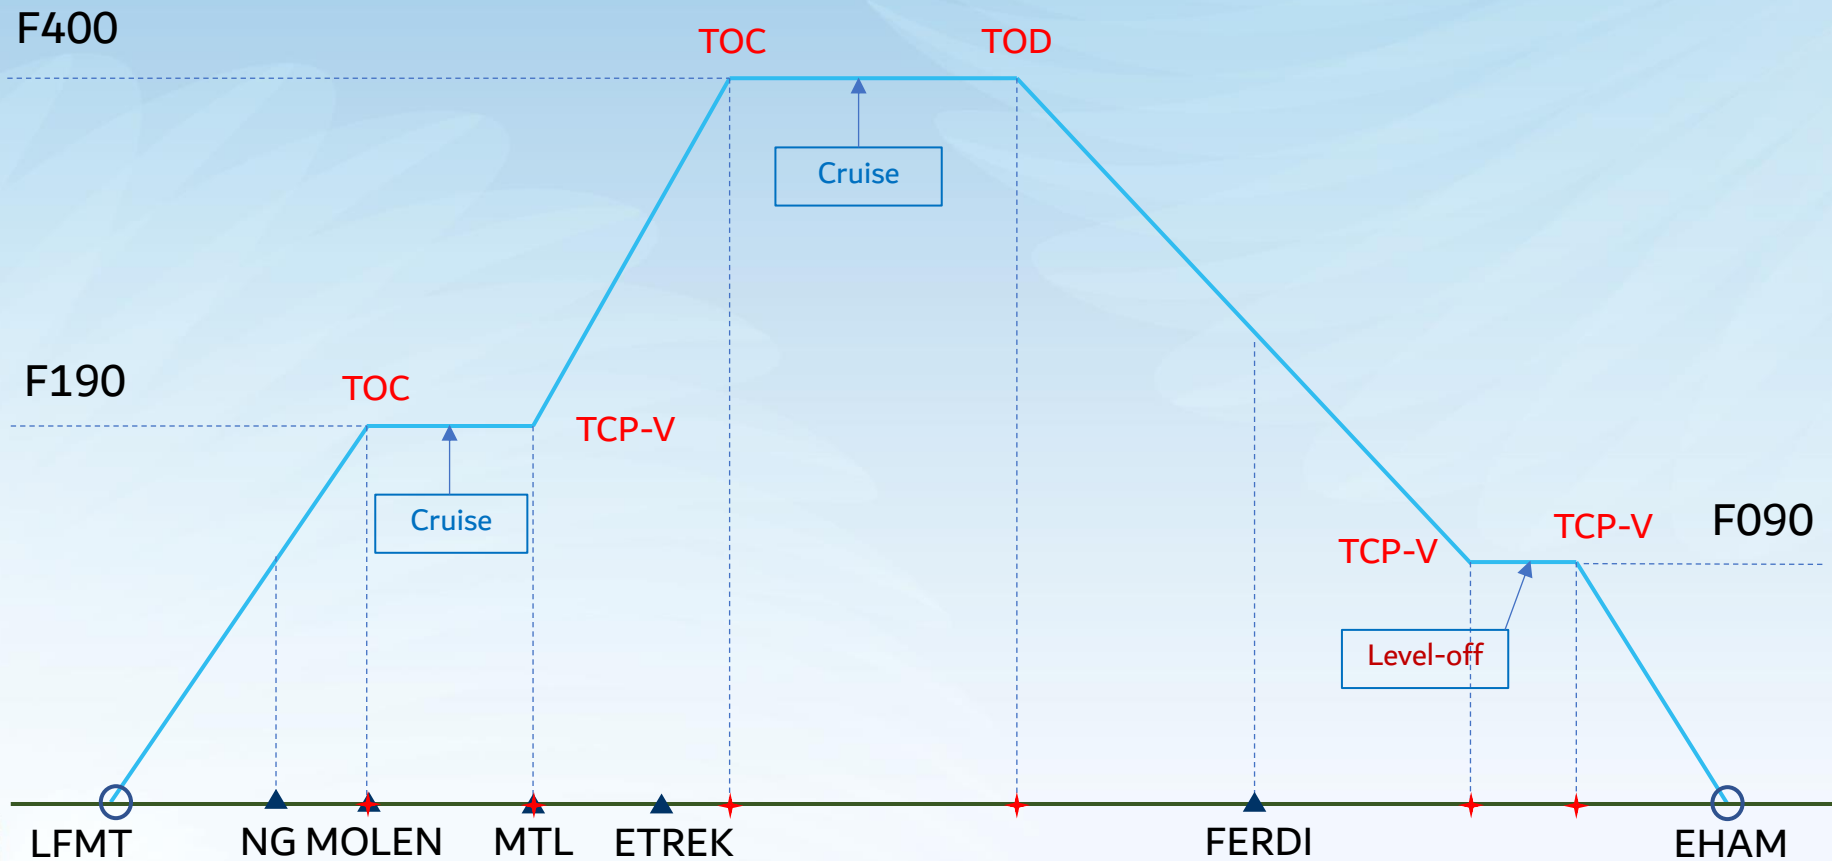 F400
TOC
TOD
Cruise
F190
TOC
TCP-V
Cruise
TCP-V
TCP-V
F090
Level-off
LFMT
NG
MOLEN
MTL
ETREK
FERDI
EHAM